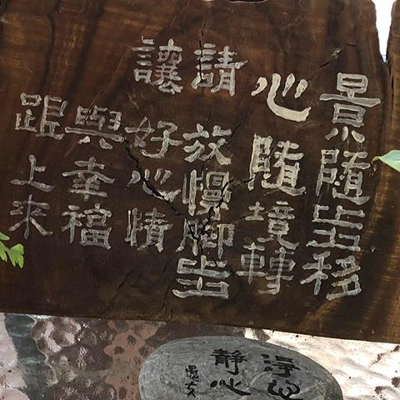 景隨步移
心隨境轉
請放慢腳步
讓好心情
與幸福
跟上來
靜心